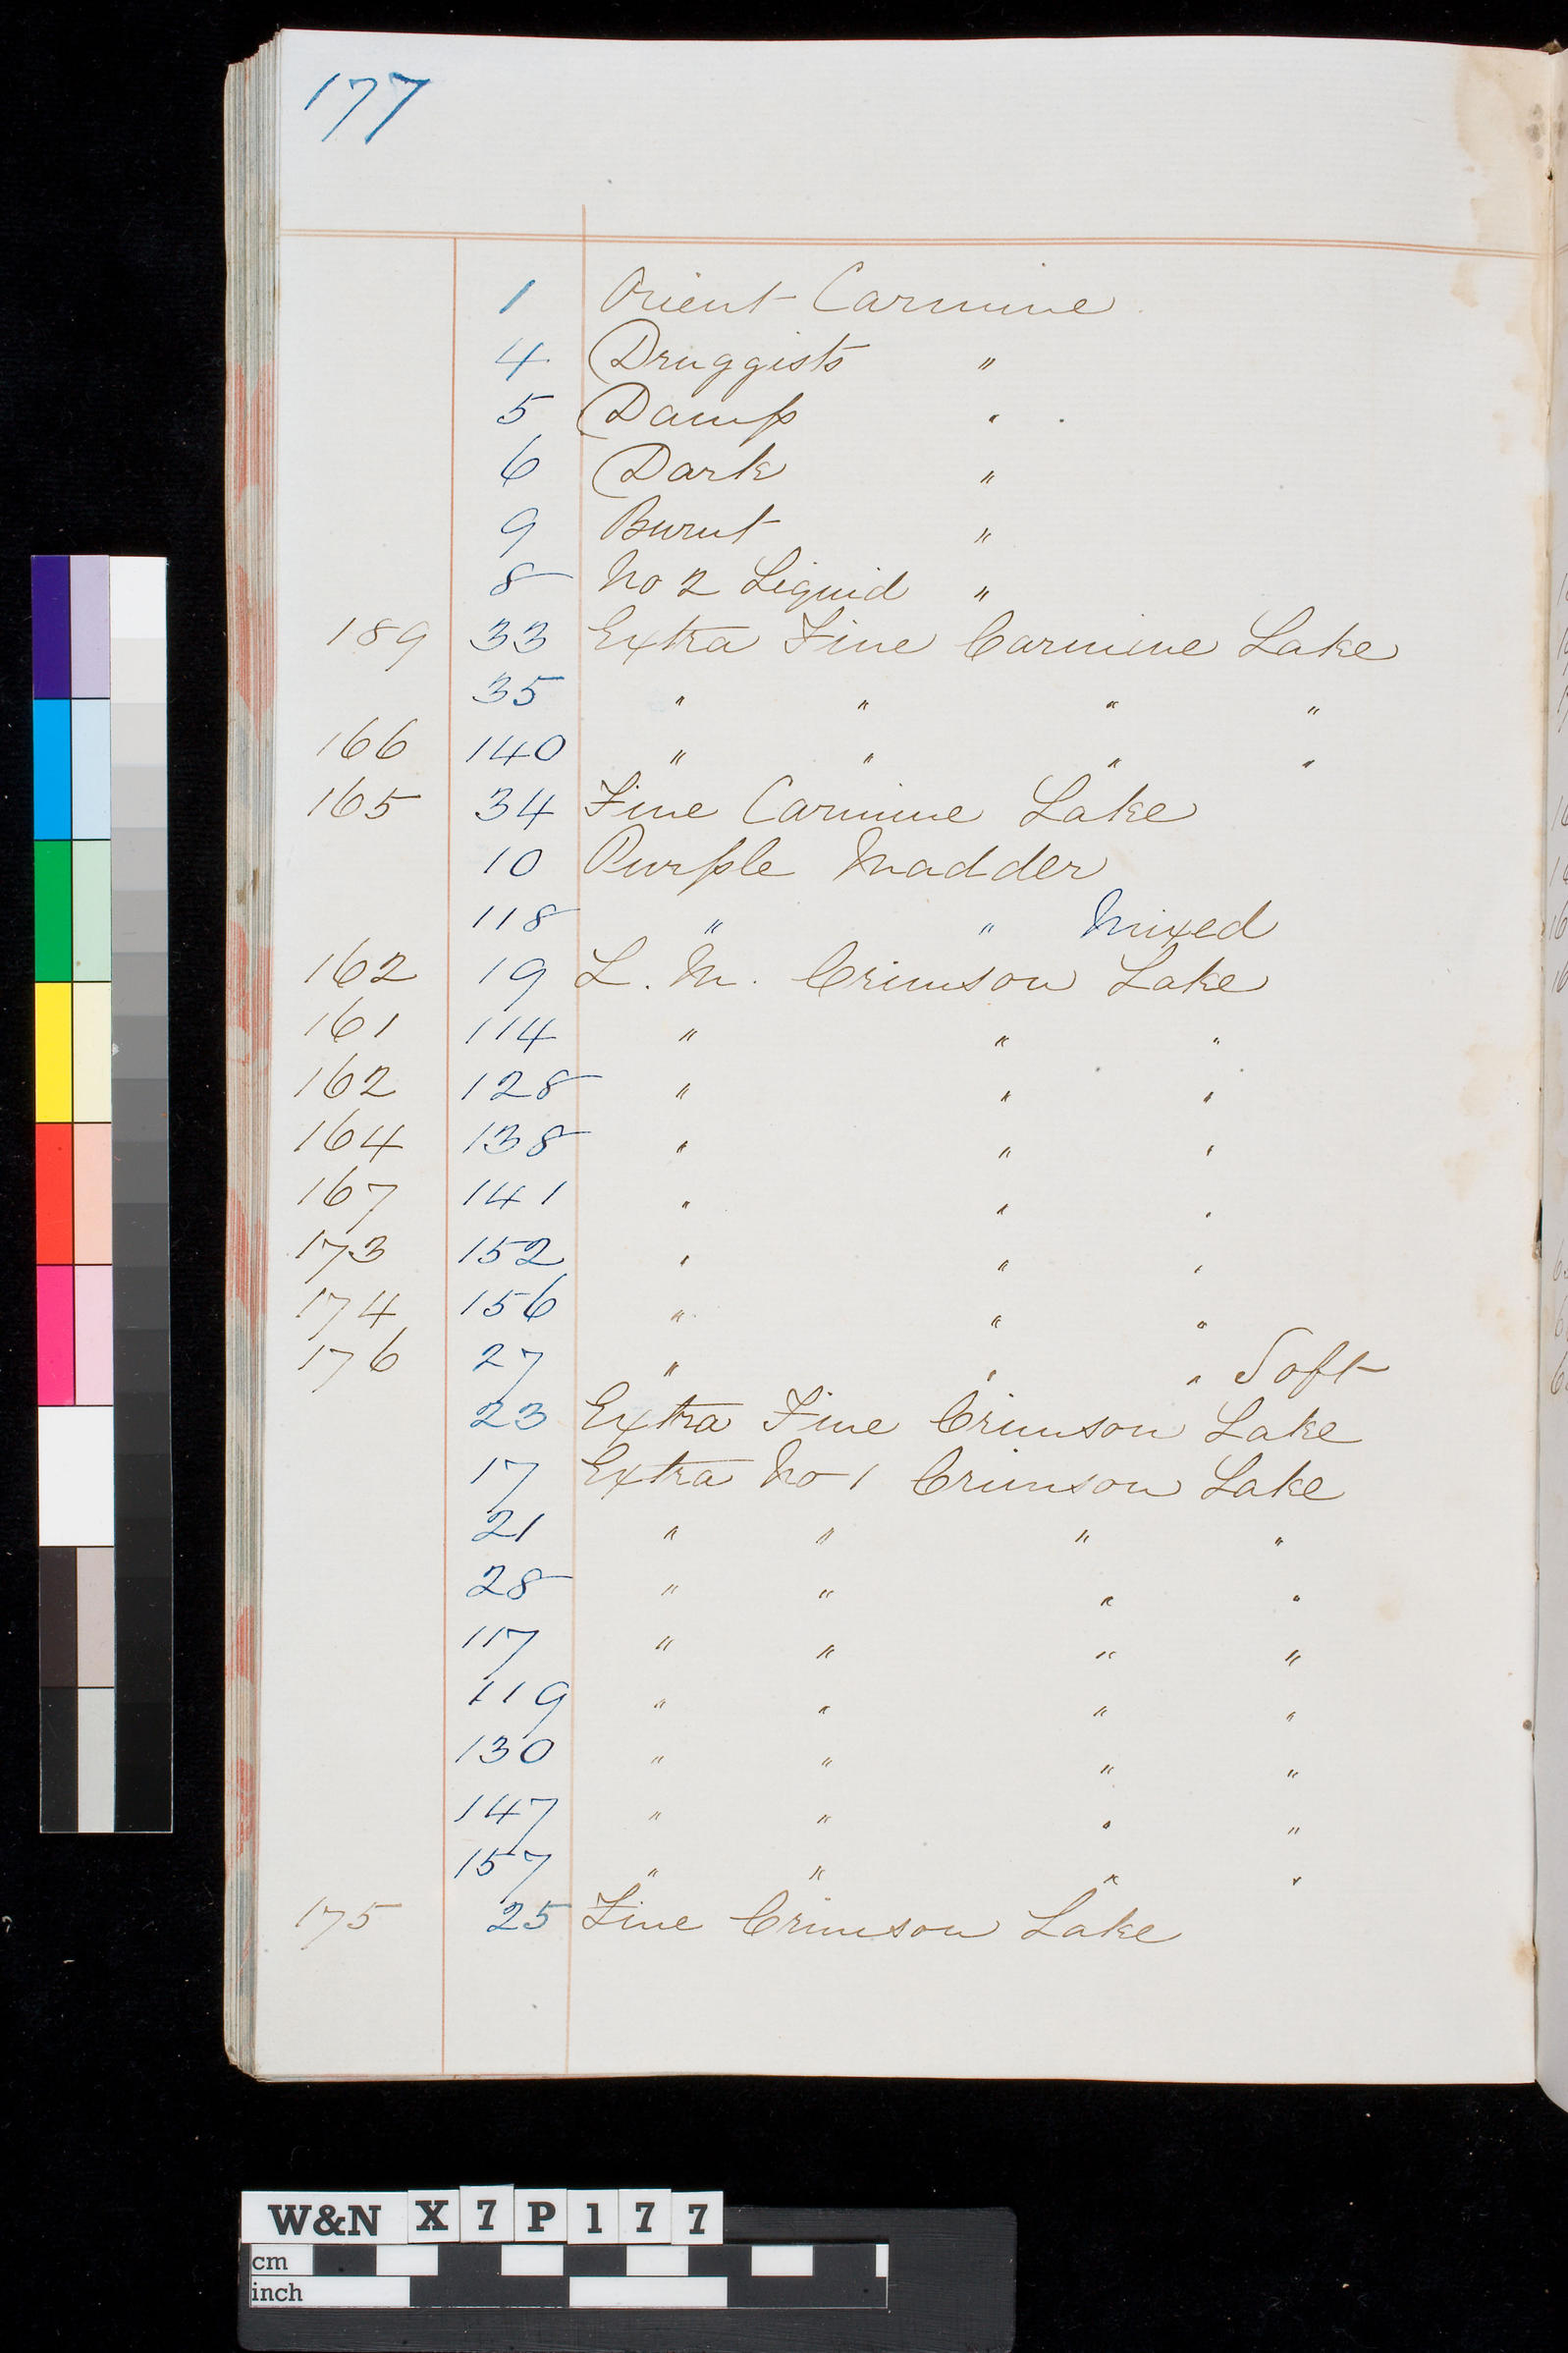 177
1 Orient Carmine
4 Druggists "
5 Damp "
6 Dark "
9 Burnt "
8 No 2 Liquid "
189 33 Extra Fine Carmine Lake
35 " " " "
166 140 " " " "
165 34 Fine Carmine Lake
10 Purple Madder
118 " " Mixed
162 19 L. M. Crimson Lake
161 114 " " "
162 128 " " "
164 138 " " "
167 141 " " "
173 152 " " "
174 156 " " "
176 27 " " " Soft
23 Extra Fine Crimson Lake
17 Extra No 1 Crimson Lake
21 " " " "
28 " " " "
117 " " " "
119 " " " "
130 " " " "
147 " " " "
157 " " " "
175 25 Fine Crimson Lake
W&N X 7 P 1 7 7
cm
inch